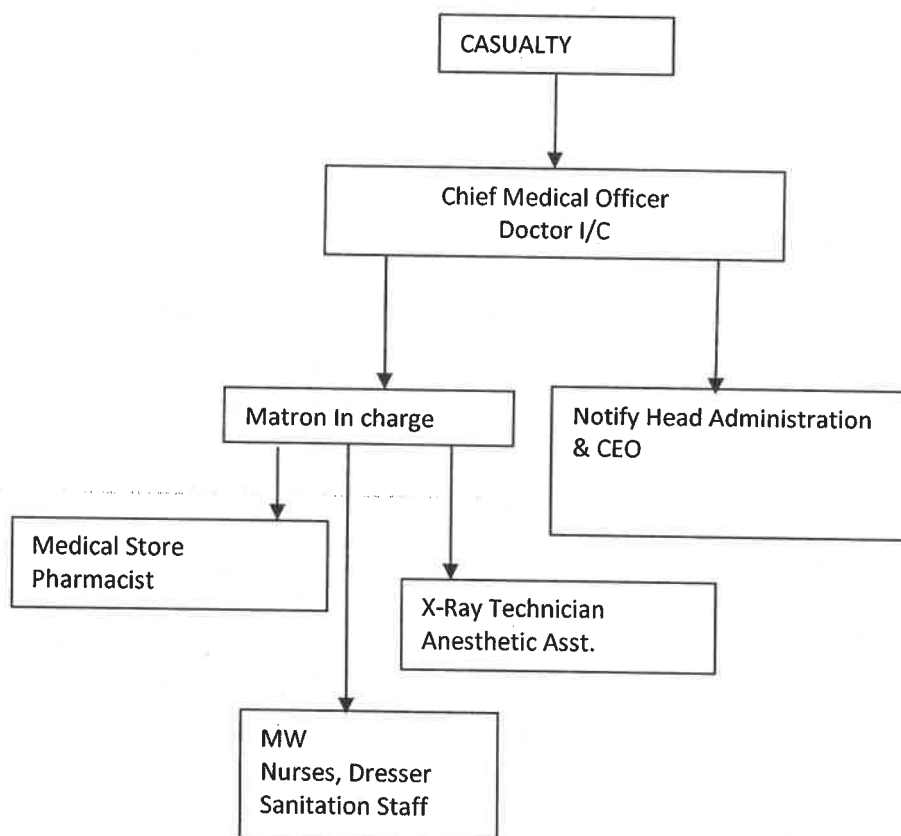 CASUALTY
Chief Medical Officer
Doctor I/C
Matron In charge
Notify Head Administration
& CEO
Medical Store
Pharmacist
X-Ray Technician
Anesthetic Asst.
MW
Nurses, Dresser
Sanitation Staff